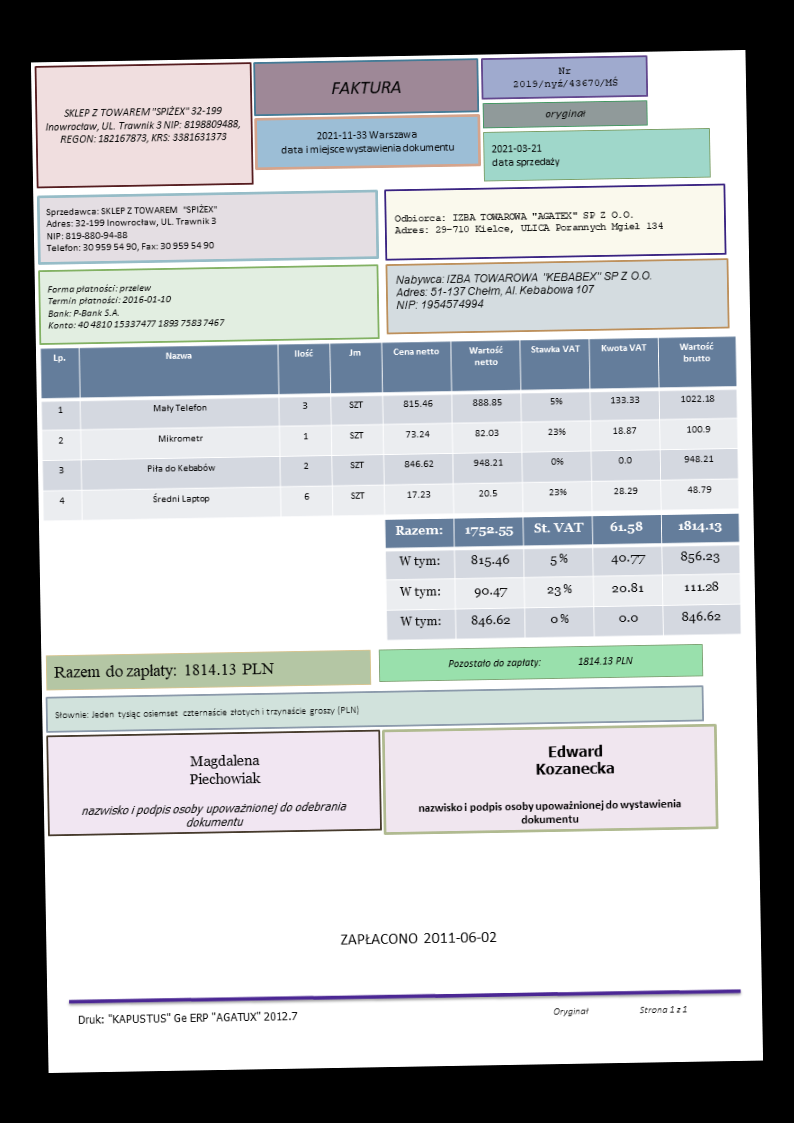 SKLEP Z TOWAREM "SPIŻEX" 32-199
Inowrocław, UL. Trawnik 3 NIP: 8198809488,
REGON: 182167873, KRS: 3381631373
FAKTURA
2021-11-33 Warszawa
data i miejsce wystawienia dokumentu
Nr
2019/nyż/43670/MŚ
oryginał
2021-03-21
data sprzedaży
Sprzedawca: SKLEP Z TOWAREM "SPIŻEX"
Adres: 32-199 Inowrocław, UL. Trawnik 3
NIP: 819-880-94-88
Telefon: 30 959 54 90, Fax: 30 959 54 90
Odbiorca: IZBA TOWAROWA "AGATEX" SP Z O.O.
Adres: 29-710 Kielce, ULICA Porannych Mgieł 134
Forma płatności: przelew
Termin płatności: 2016-01-10
Bank: P-Bank S.A.
Konto: 40 4810 15337477 1893 7583 7467
Nabywca: IZBA TOWAROWA "KEBABEX" SP Z O.O.
Adres: 51-137 Chełm, Al. Kebabowa 107
NIP: 1954574994
Lp. Nazwa Ilość Jm Cena netto Wartość netto Stawka VAT Kwota VAT Wartość brutto
1 Mały Telefon 3 SZT 815.46 888.85 5% 133.33 1022.18
2 Mikrometr 1 SZT 73.24 82.03 23% 18.87 100.9
3 Piła do Kebabów 2 SZT 846.62 948.21 0% 0.0 948.21
4 Średni Laptop 6 SZT 17.23 20.5 23% 28.29 48.79
Razem: 1752.55 St. VAT 61.58 1814.13
W tym: 815.46 5% 40.77 856.23
W tym: 90.47 23% 20.81 111.28
W tym: 846.62 0% 0.0 846.62
Razem do zapłaty: 1814.13 PLN
Pozostało do zapłaty: 1814.13 PLN
Słownie: Jeden tysiąc osiemset czternaście złotych i trzynaście groszy (PLN)
Magdalena
Piechowiak
nazwisko i podpis osoby upoważnionej do odebrania
dokumentu
Edward
Kozanecka
nazwisko i podpis osoby upoważnionej do wystawienia
dokumentu
ZAPŁACONO 2011-06-02
Druk: "KAPUSTUS" Ge ERP "AGATUX" 2012.7
Oryginał
Strona 1 z 1